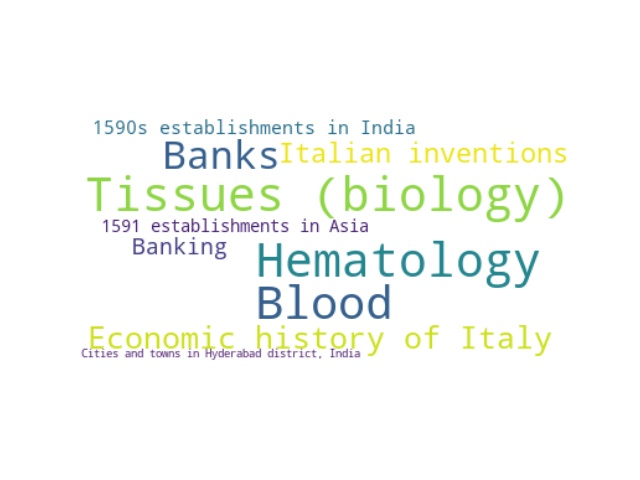 1590s establishments in India
Banks
Italian inventions
Tissues (biology)
1591 establishments in Asia
Banking
Hematology
Blood
Economic history of Italy
Cities and towns in Hyderabad district, India